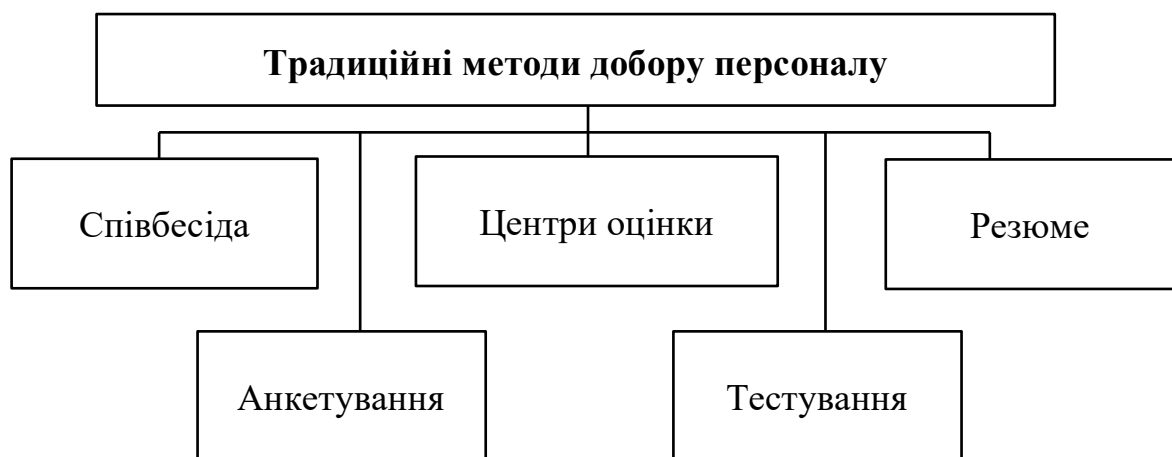 Традиційні методи добору персоналу
Співбесіда
Центри оцінки
Резюме
Анкетування
Тестування